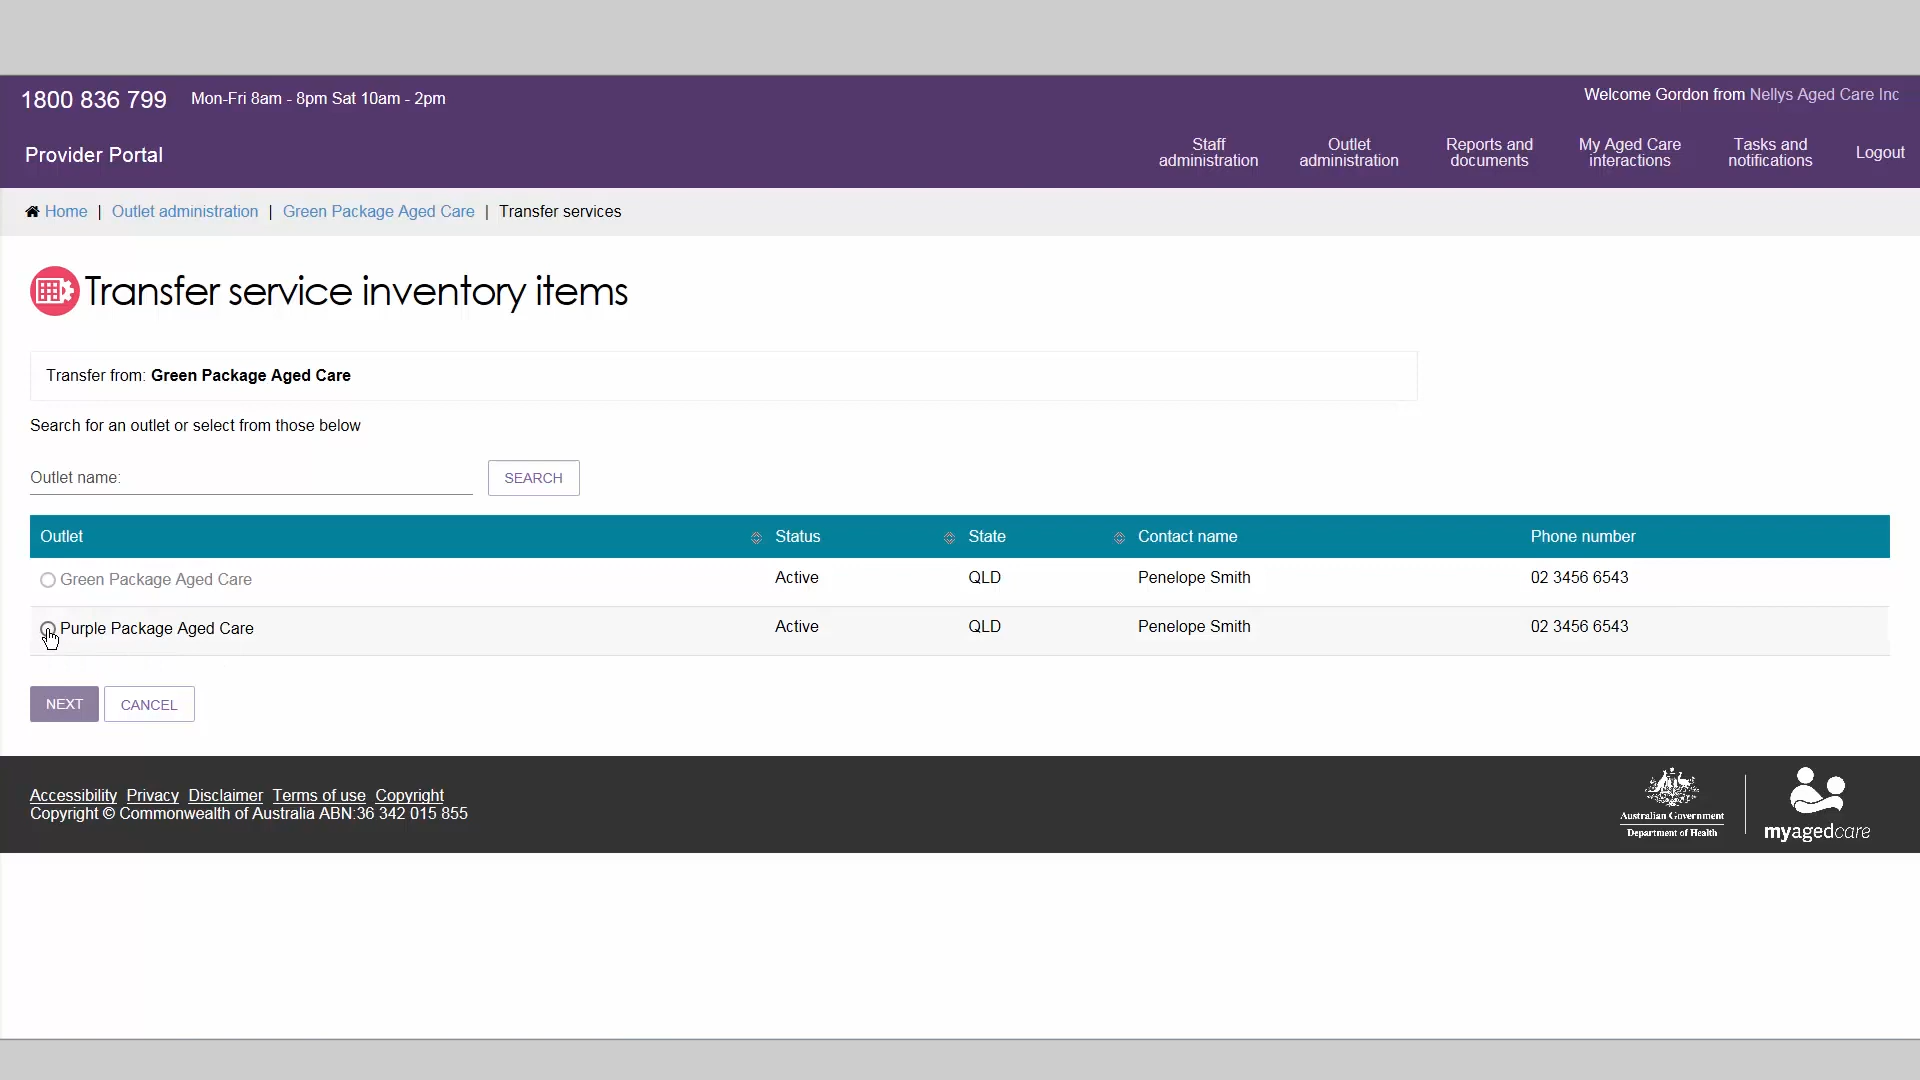 1800 836 799 Mon-Fri 8am - 8pm Sat 10am - 2pm
Welcome Gordon from Nellys Aged Care Inc
Provider Portal
Staff administration
Outlet administration
Reports and documents
My Aged Care interactions
Tasks and notifications
Logout
Home | Outlet administration | Green Package Aged Care | Transfer services
Transfer service inventory items
Transfer from: Green Package Aged Care
Search for an outlet or select from those below
Outlet name:
SEARCH
Outlet Status State Contact name Phone number
Green Package Aged Care Active QLD Penelope Smith 02 3456 6543
Purple Package Aged Care Active QLD Penelope Smith 02 3456 6543
NEXT CANCEL
Accessibility Privacy Disclaimer Terms of use Copyright
Copyright © Commonwealth of Australia ABN:36 342 015 855
Australian Government
Department of Health
myagedcare